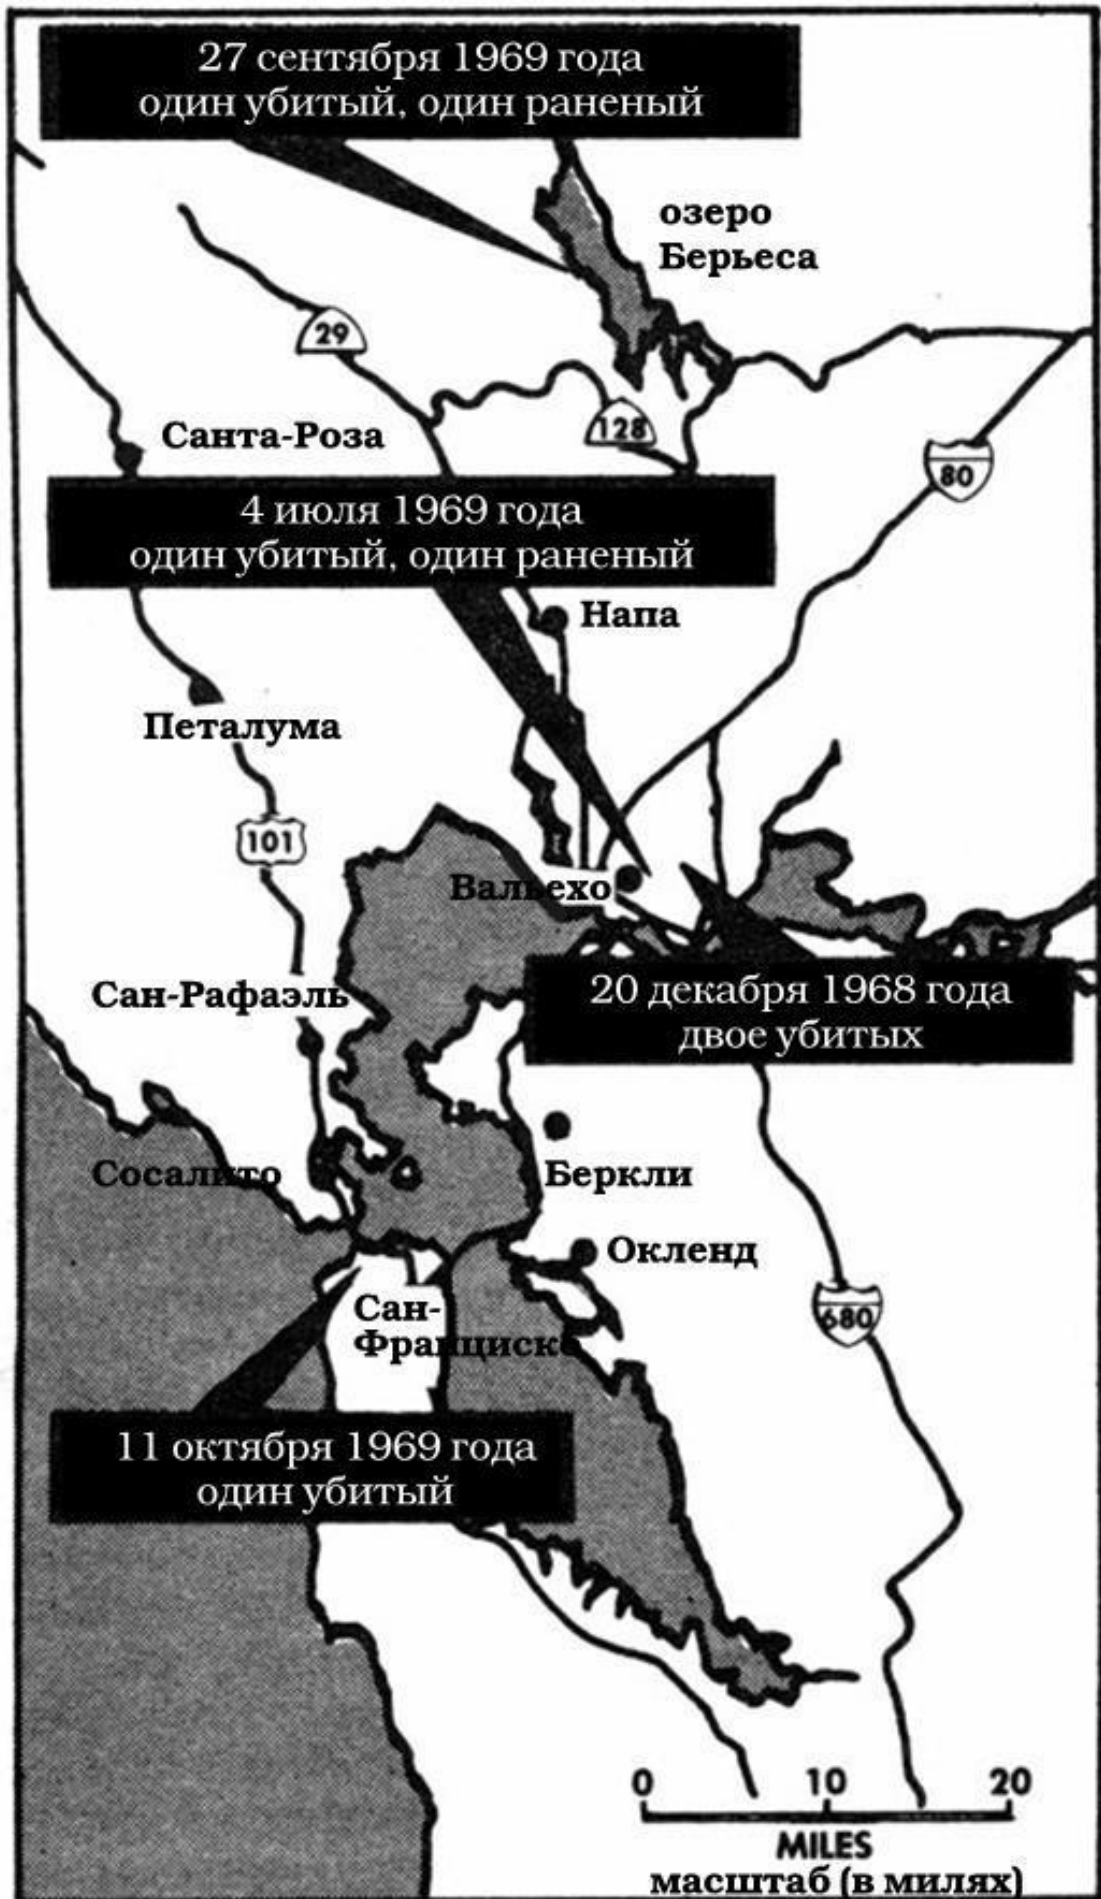 27 сентября 1969 года
один убитый, один раненый
озеро
Берьеса
29
128
Санта-Роза
80
4 июля 1969 года
один убитый, один раненый
Напа
Петалума
101
Вальехо
20 декабря 1968 года
двое убитых
Сан-Рафаэль
Сосалито
Беркли
Окленд
680
Сан-
Франциско
11 октября 1969 года
один убитый
0 10 20
MILES
масштаб (в милях)